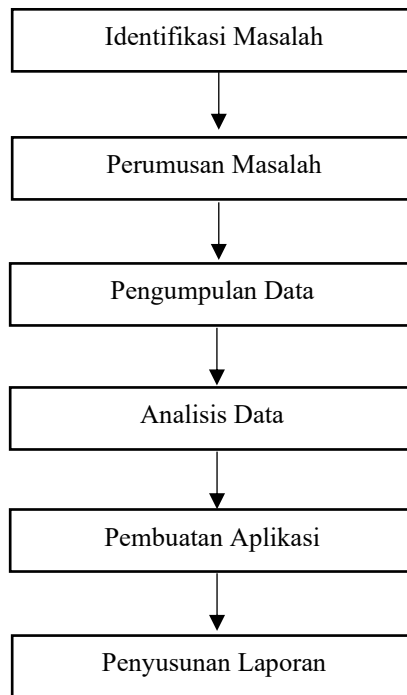 Identifikasi Masalah
Perumusan Masalah
Pengumpulan Data
Analisis Data
Pembuatan Aplikasi
Penyusunan Laporan